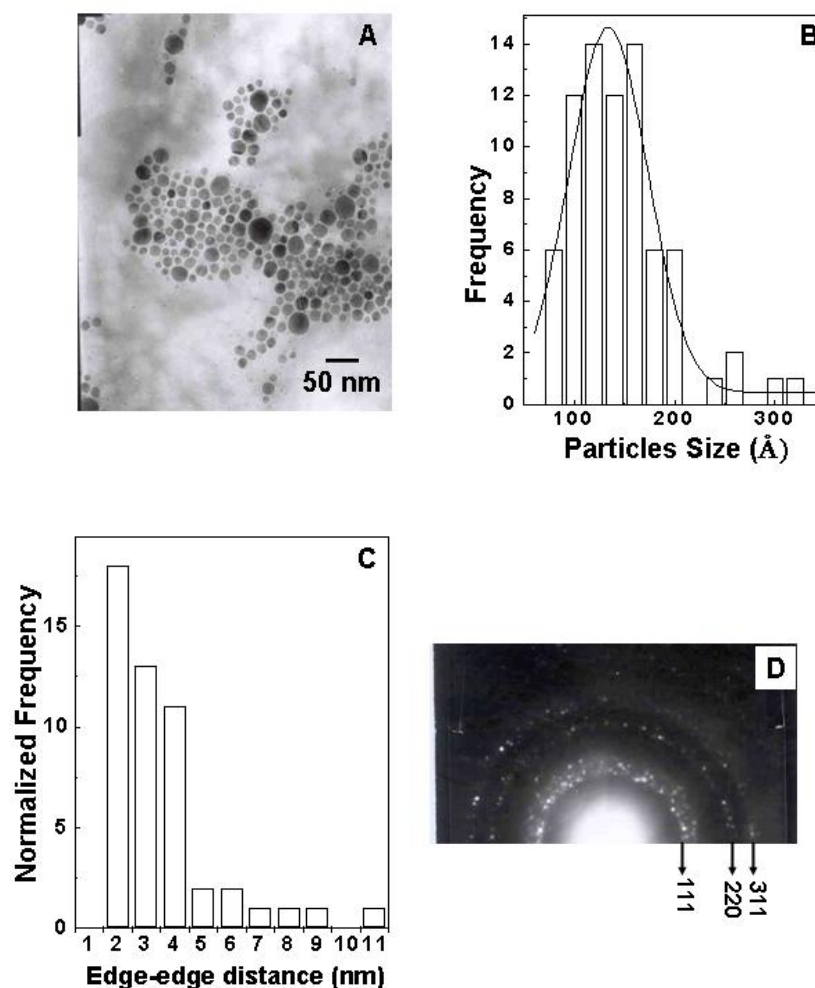 A
50 nm
B
14
12
10
8
6
4
2
0
Frequency
100 200 300
Particles Size (Å)
C
15
10
5
0
Normalized Frequency
1 2 3 4 5 6 7 8 9 10 11
Edge-edge distance (nm)
D
111
220
311